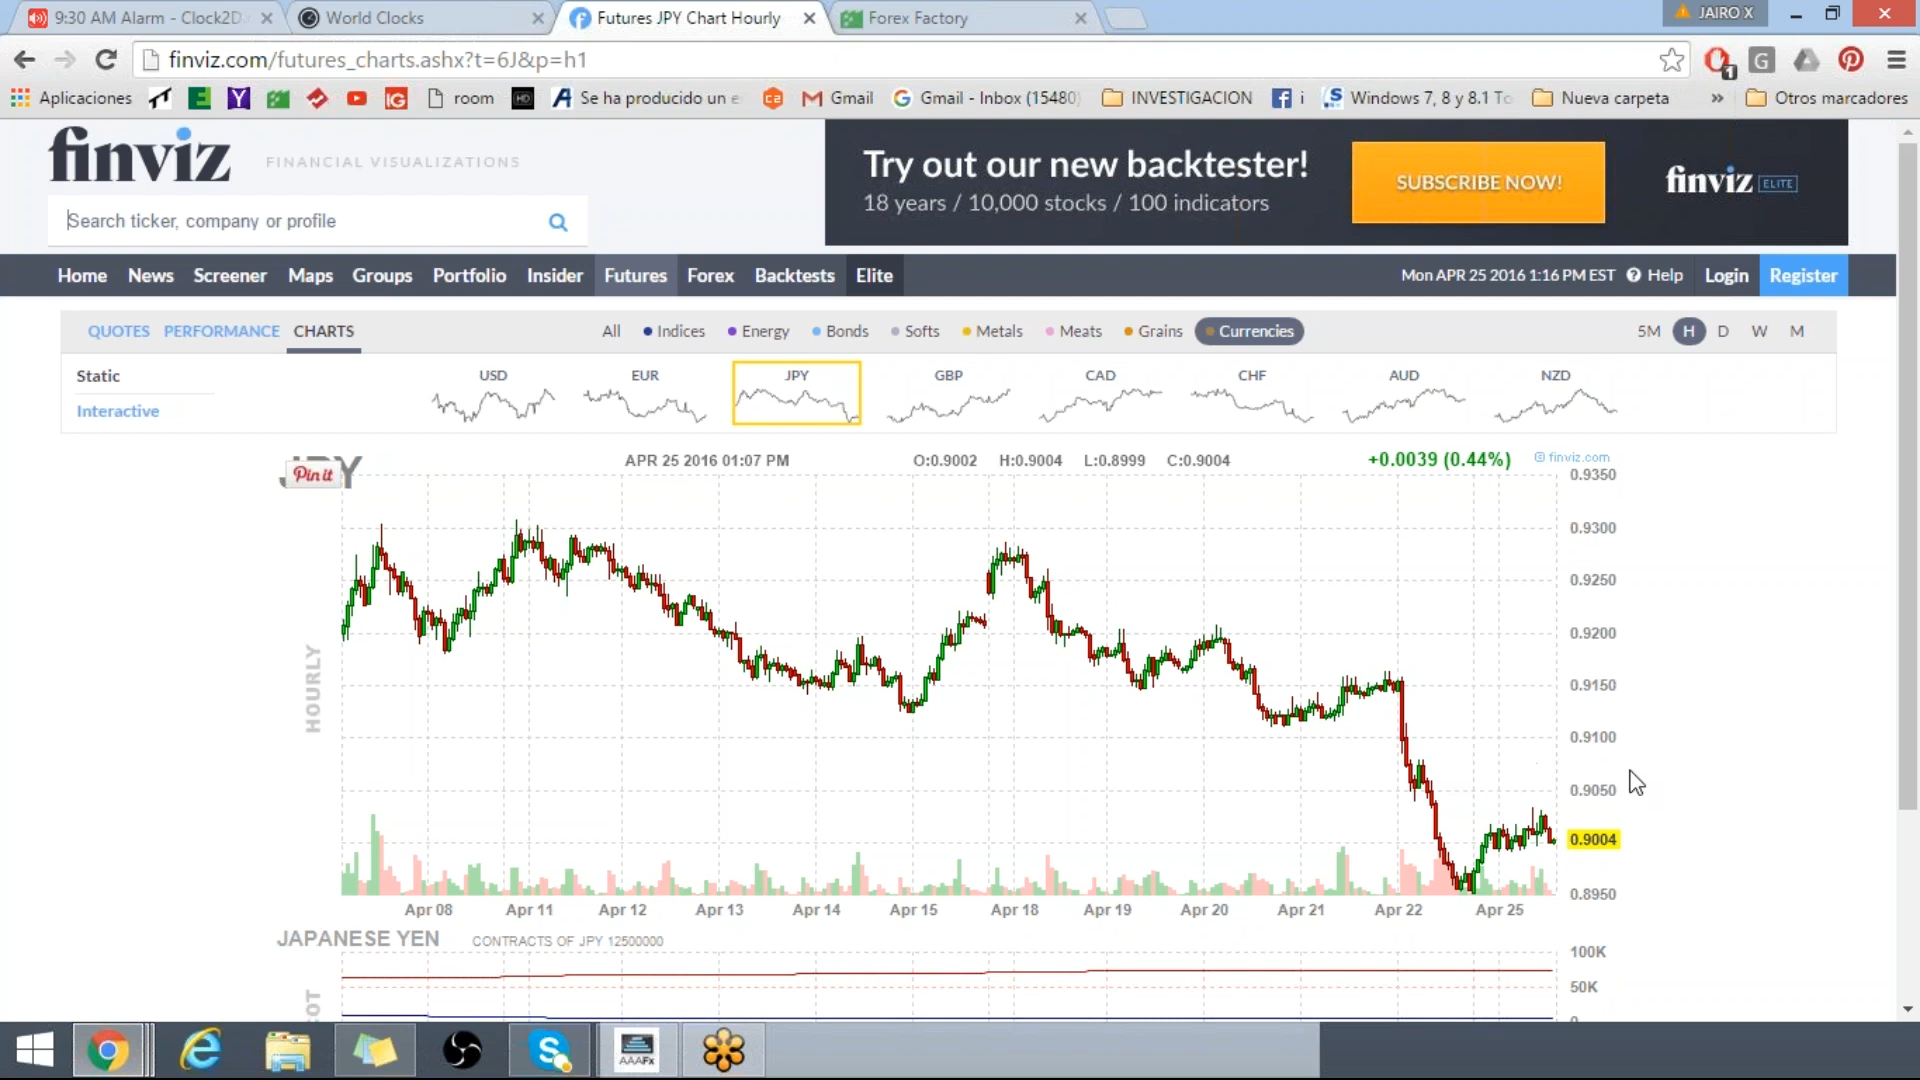 9:30 AM Alarm - Clock2D
World Clocks
Futures JPY Chart Hourly
Forex Factory
JAIRO X
finviz.com/futures_charts.ashx?t=6J&p=h1
1
G
Aplicaciones
E
Y
IG
room
HD
Se ha producido un e
Gmail
Gmail - Inbox (15480)
INVESTIGACION
i
Windows 7, 8 y 8.1 To
Nueva carpeta
»
Otros marcadores
finviz
FINANCIAL VISUALIZATIONS
Try out our new backtester!
18 years / 10,000 stocks / 100 indicators
SUBSCRIBE NOW!
finviz ELITE
Search ticker, company or profile
Home News Screener Maps Groups Portfolio Insider Futures Forex Backtests Elite
Mon APR 25 2016 1:16 PM EST
Help
Login
Register
QUOTES PERFORMANCE CHARTS
All Indices Energy Bonds Softs Metals Meats Grains Currencies
5M H D W M
Static
Interactive
USD EUR JPY GBP CAD CHF AUD NZD
JPY
Pin it
APR 25 2016 01:07 PM
O:0.9002 H:0.9004 L:0.8999 C:0.9004
+0.0039 (0.44%)
© finviz.com
0.9350
0.9300
0.9250
0.9200
0.9150
0.9100
0.9050
0.9004
0.8950
HOURLY
Apr 08 Apr 11 Apr 12 Apr 13 Apr 14 Apr 15 Apr 18 Apr 19 Apr 20 Apr 21 Apr 22 Apr 25
JAPANESE YEN
CONTRACTS OF JPY 12500000
100K
50K
0
COT
AAAFx